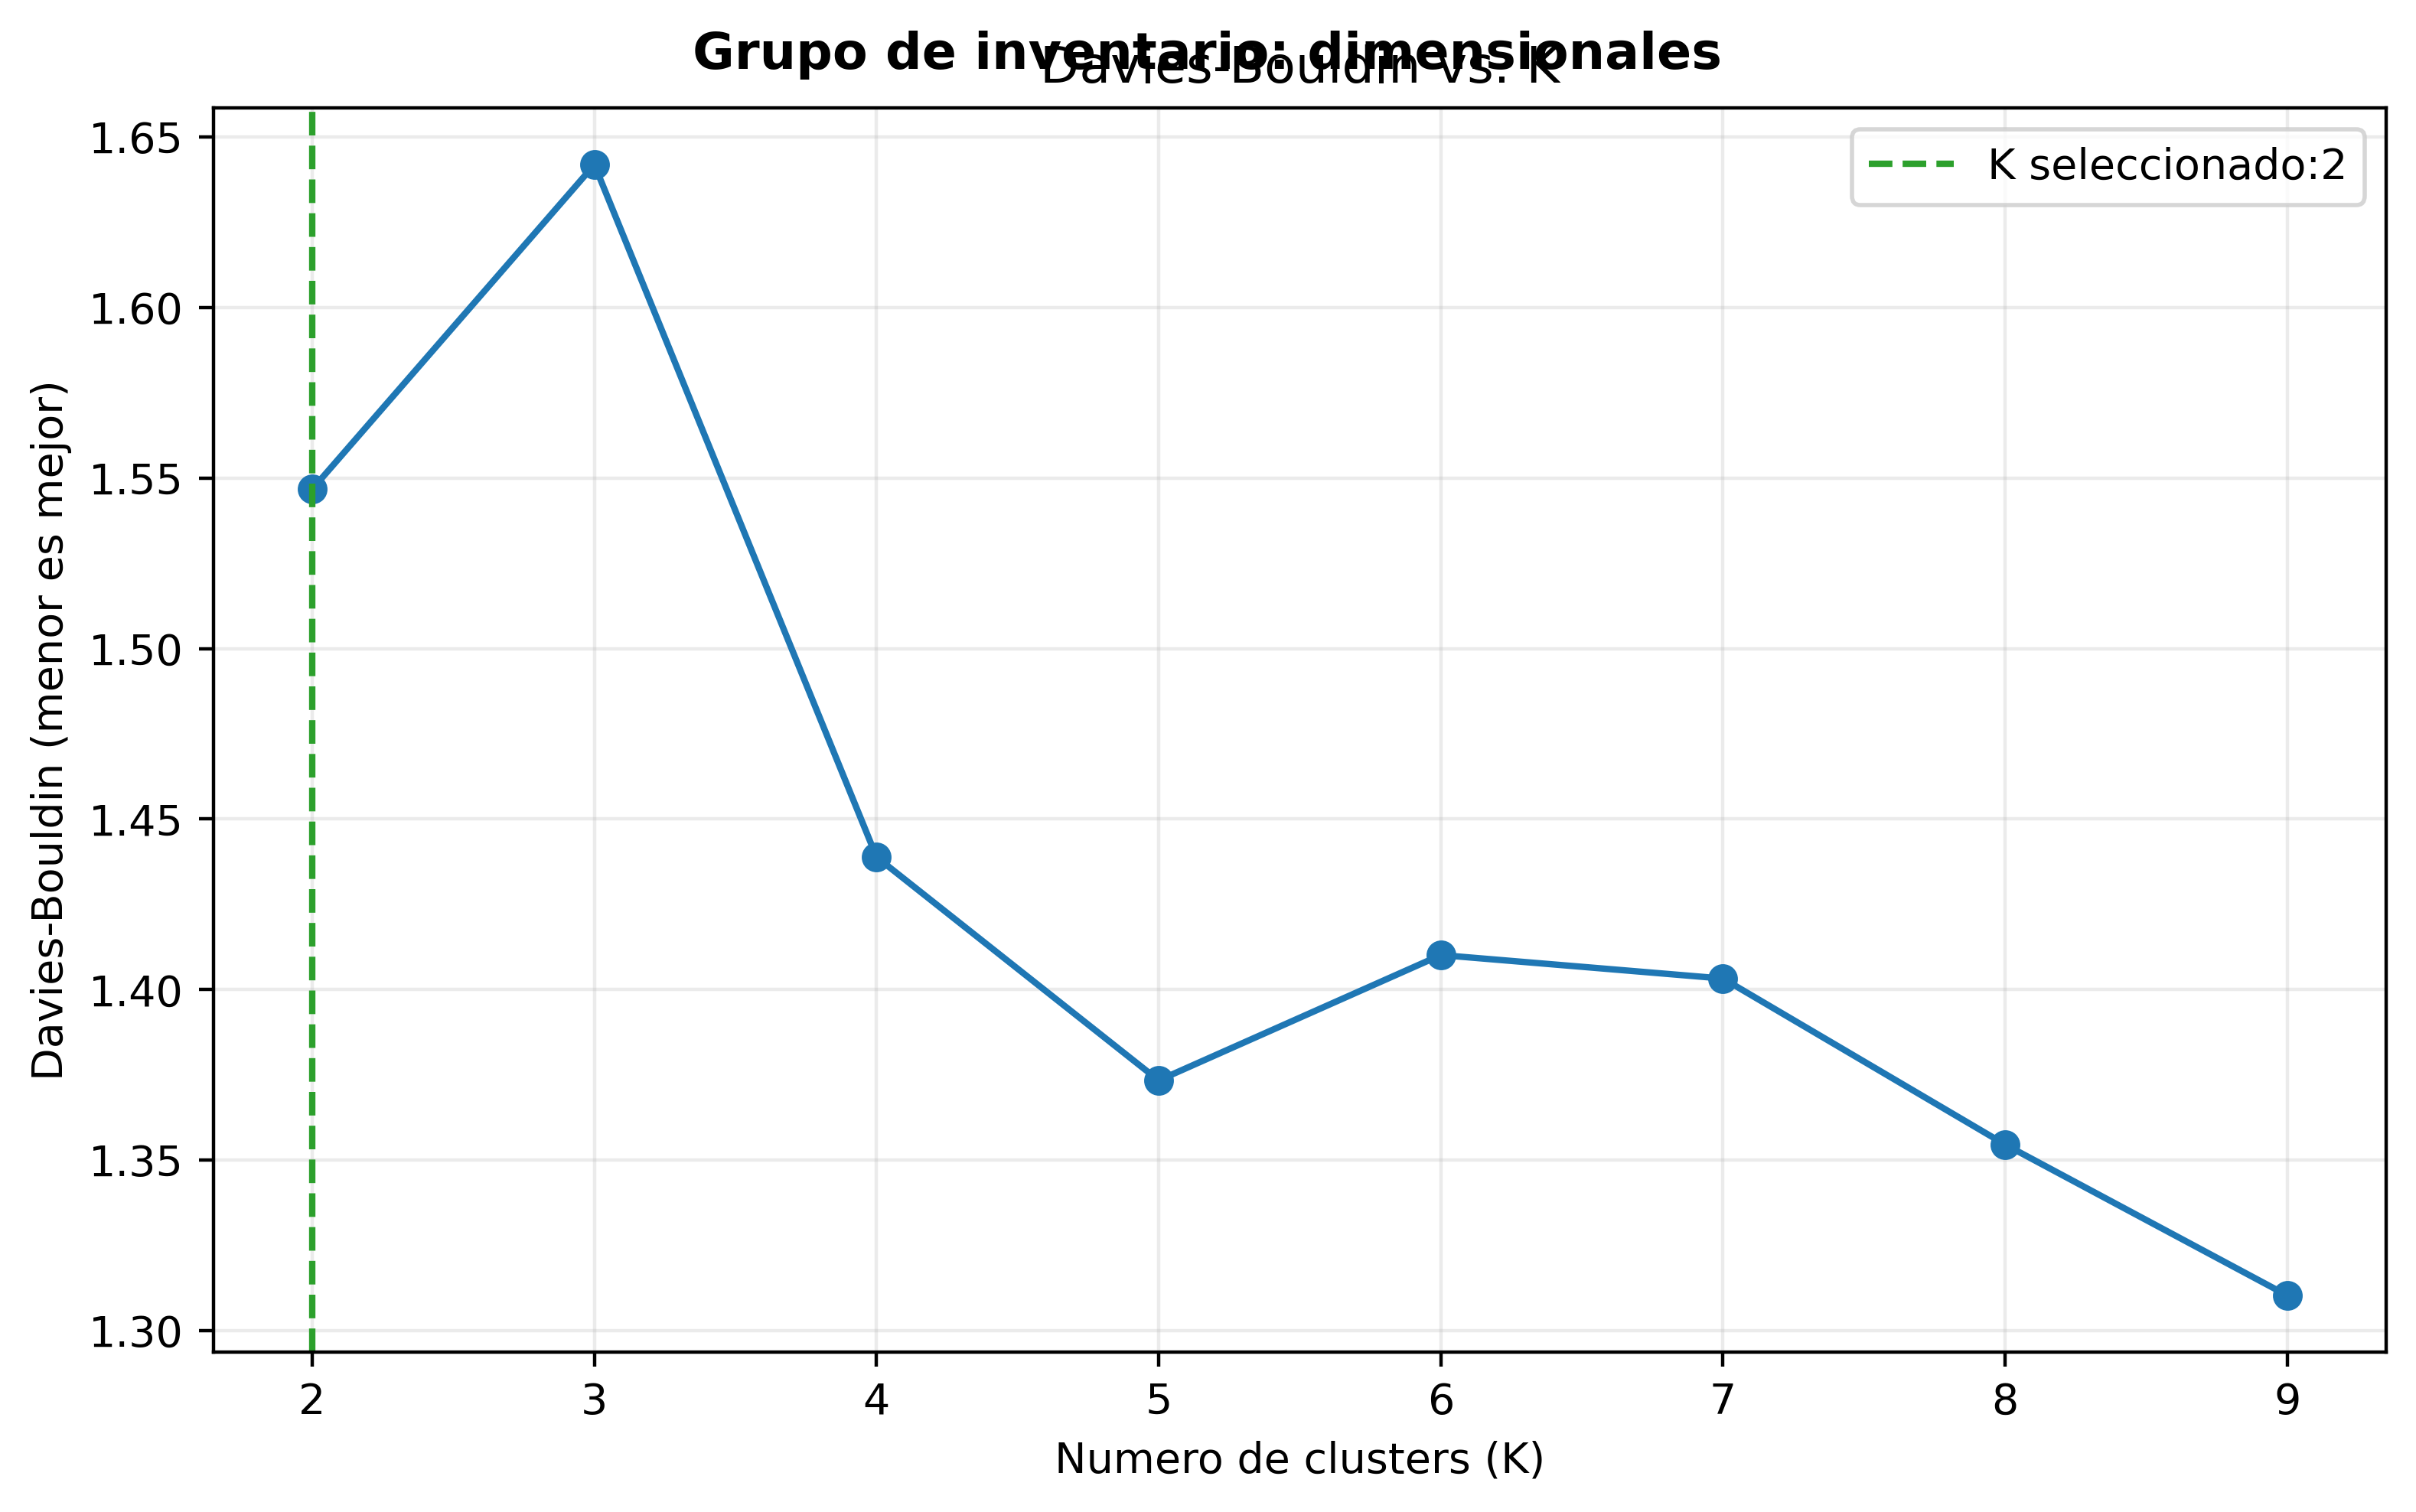 Grupo de inventario: dimensionales
Davies-Bouldin vs. K
K seleccionado:2
Davies-Bouldin (menor es mejor)
1.65
1.60
1.55
1.50
1.45
1.40
1.35
1.30
2 3 4 5 6 7 8 9
Numero de clusters (K)